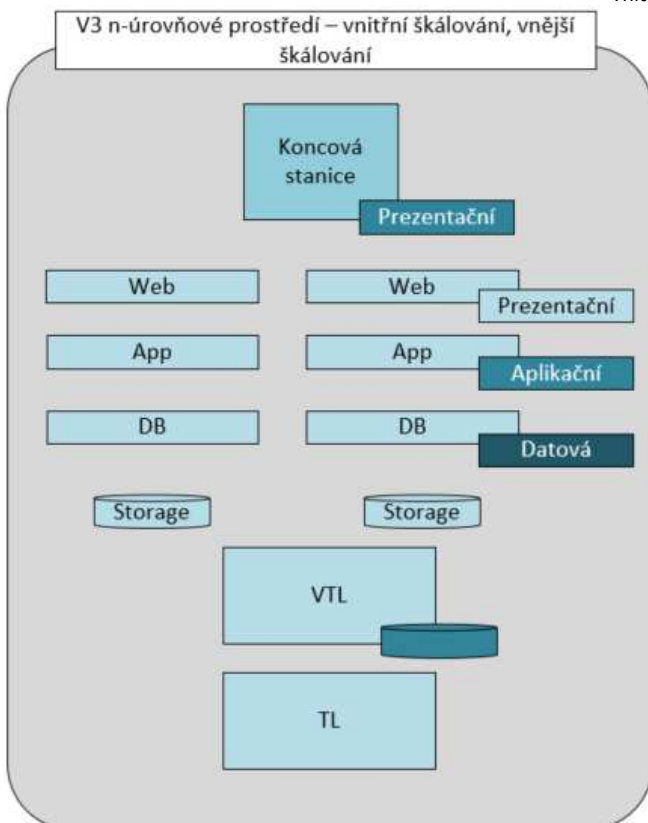 V3 n-úrovňové prostředí – vnitřní škálování, vnější
škálování
Koncová
stanice
Prezentační
Web
Web
Prezentační
App
App
Aplikační
DB
DB
Datová
Storage
Storage
VTL
TL